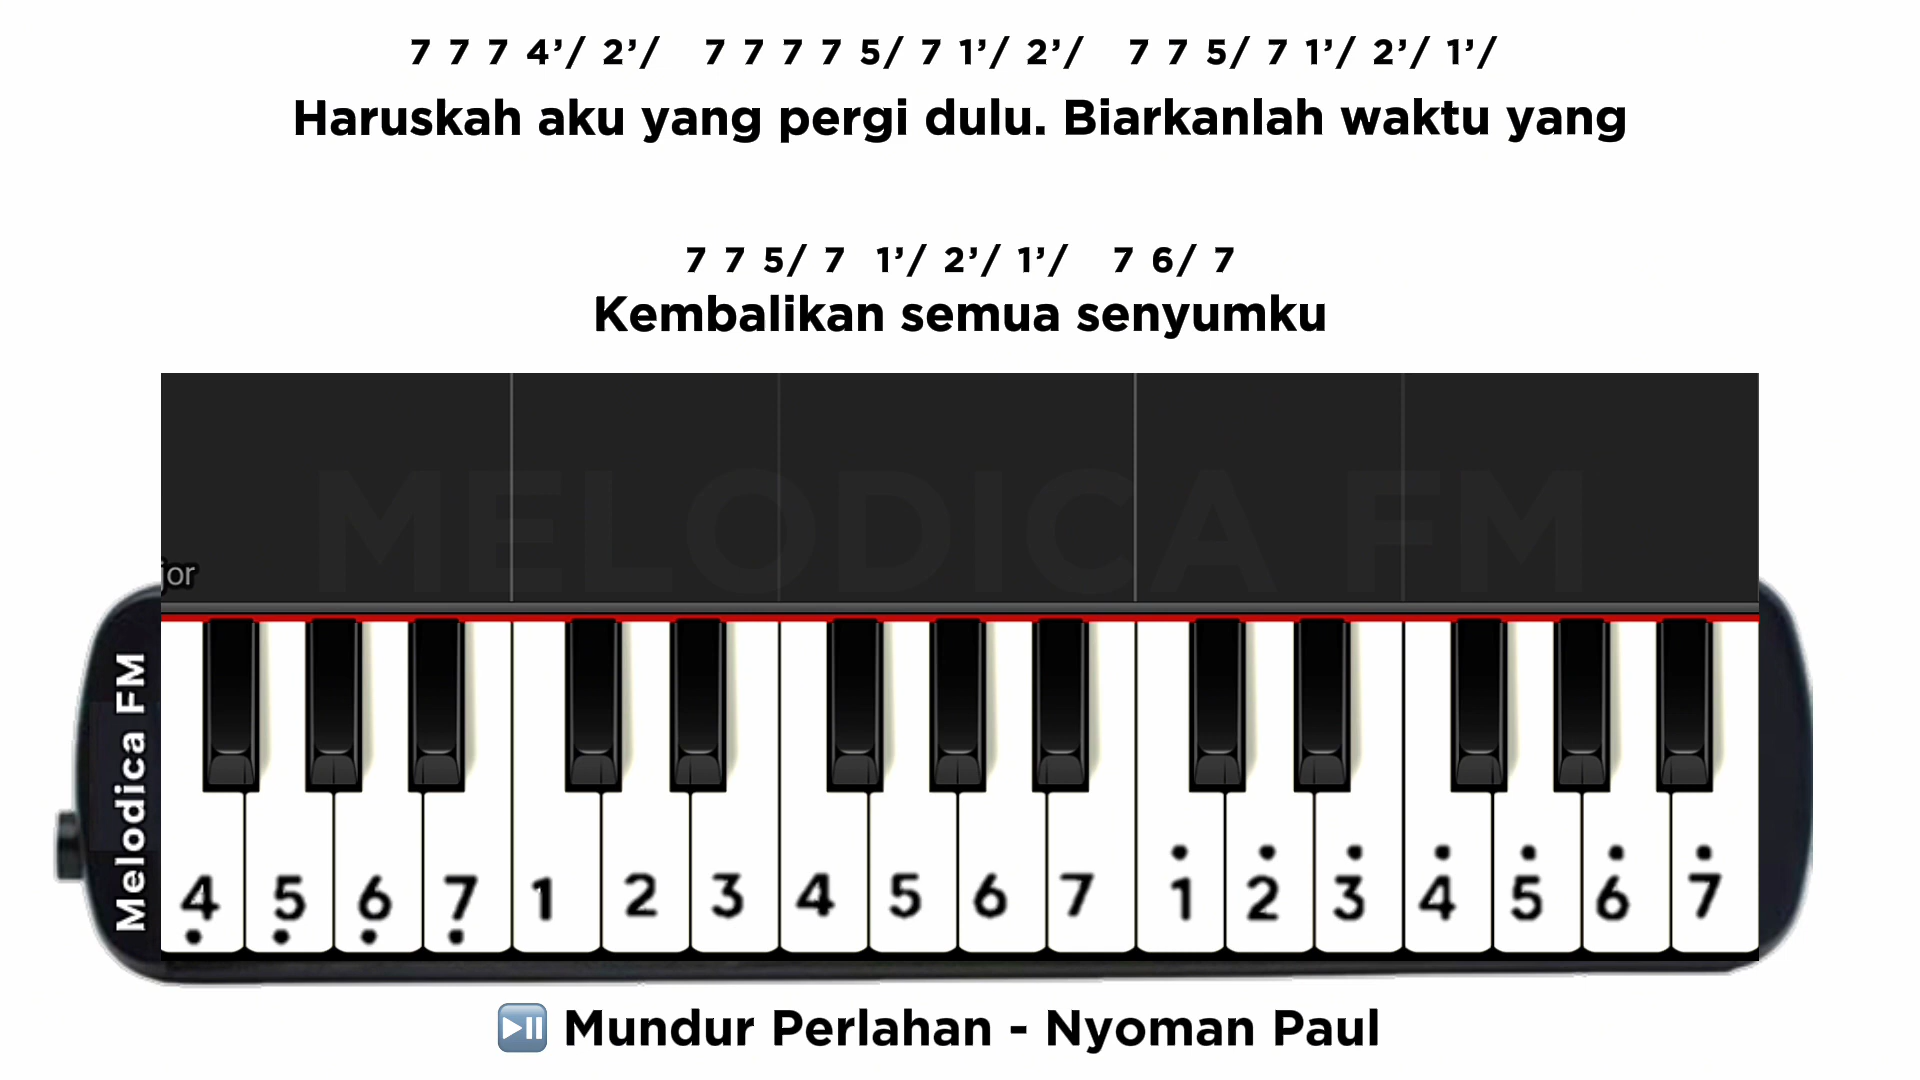 7 7 7 4’/ 2’/ 7 7 7 7 5/ 7 1’/ 2’/ 7 7 5/ 7 1’/ 2’/ 1’/
Haruskah aku yang pergi dulu. Biarkanlah waktu yang
7 7 5/ 7 1’/ 2’/ 1’/ 7 6/ 7
Kembalikan semua senyumku
MELODICA FM
jor
Melodica FM
4 5 6 7 1 2 3 4 5 6 7 1 2 3 4 5 6 7
Mundur Perlahan - Nyoman Paul